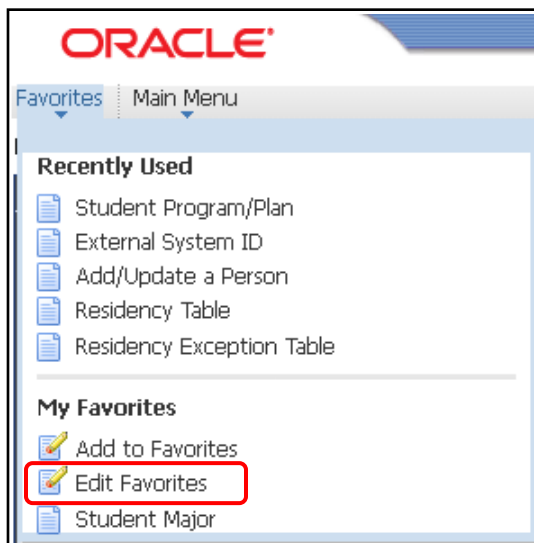 ORACLE
Favorites Main Menu
Recently Used
Student Program/Plan
External System ID
Add/Update a Person
Residency Table
Residency Exception Table
My Favorites
Add to Favorites
Edit Favorites
Student Major